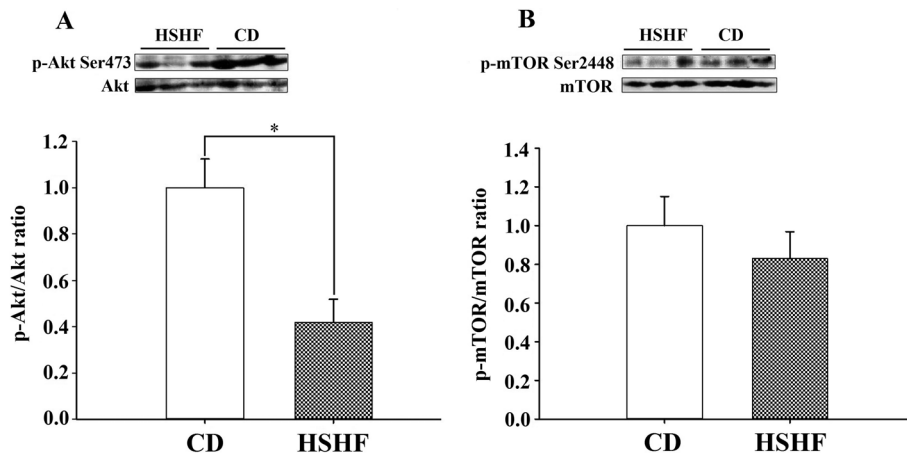 A
HSHF CD
p-Akt Ser473
Akt
*
1.2
1.0
0.8
0.6
0.4
0.2
0.0
p-Akt/Akt ratio
CD HSHF
B
HSHF CD
p-mTOR Ser2448
mTOR
1.4
1.2
1.0
0.8
0.6
0.4
0.2
0.0
p-mTOR/mTOR ratio
CD HSHF